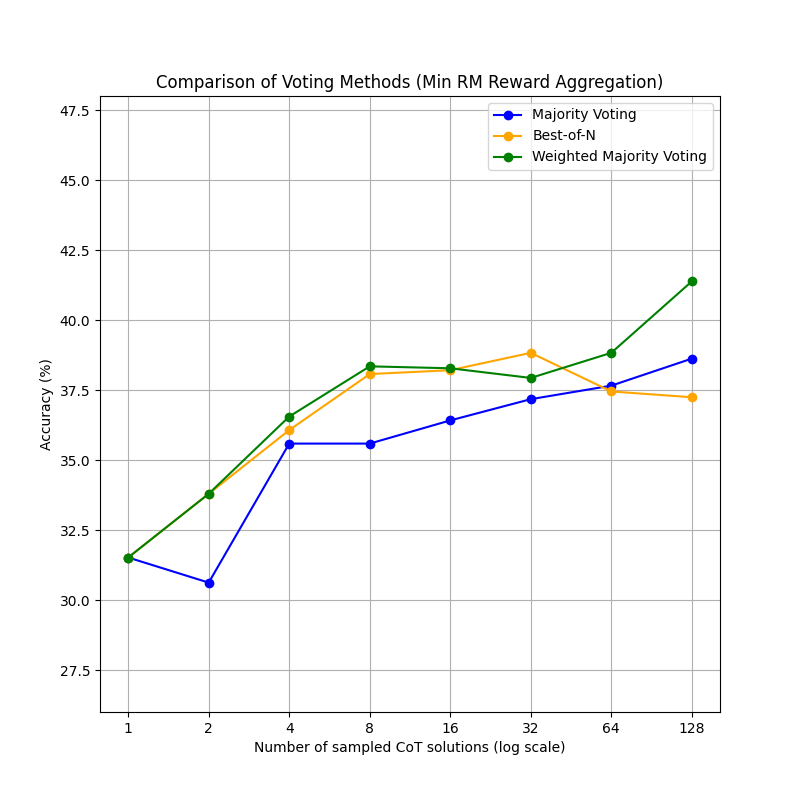 Comparison of Voting Methods (Min RM Reward Aggregation)
Majority Voting
Best-of-N
Weighted Majority Voting
Accuracy (%)
47.5
45.0
42.5
40.0
37.5
35.0
32.5
30.0
27.5
1 2 4 8 16 32 64 128
Number of sampled CoT solutions (log scale)